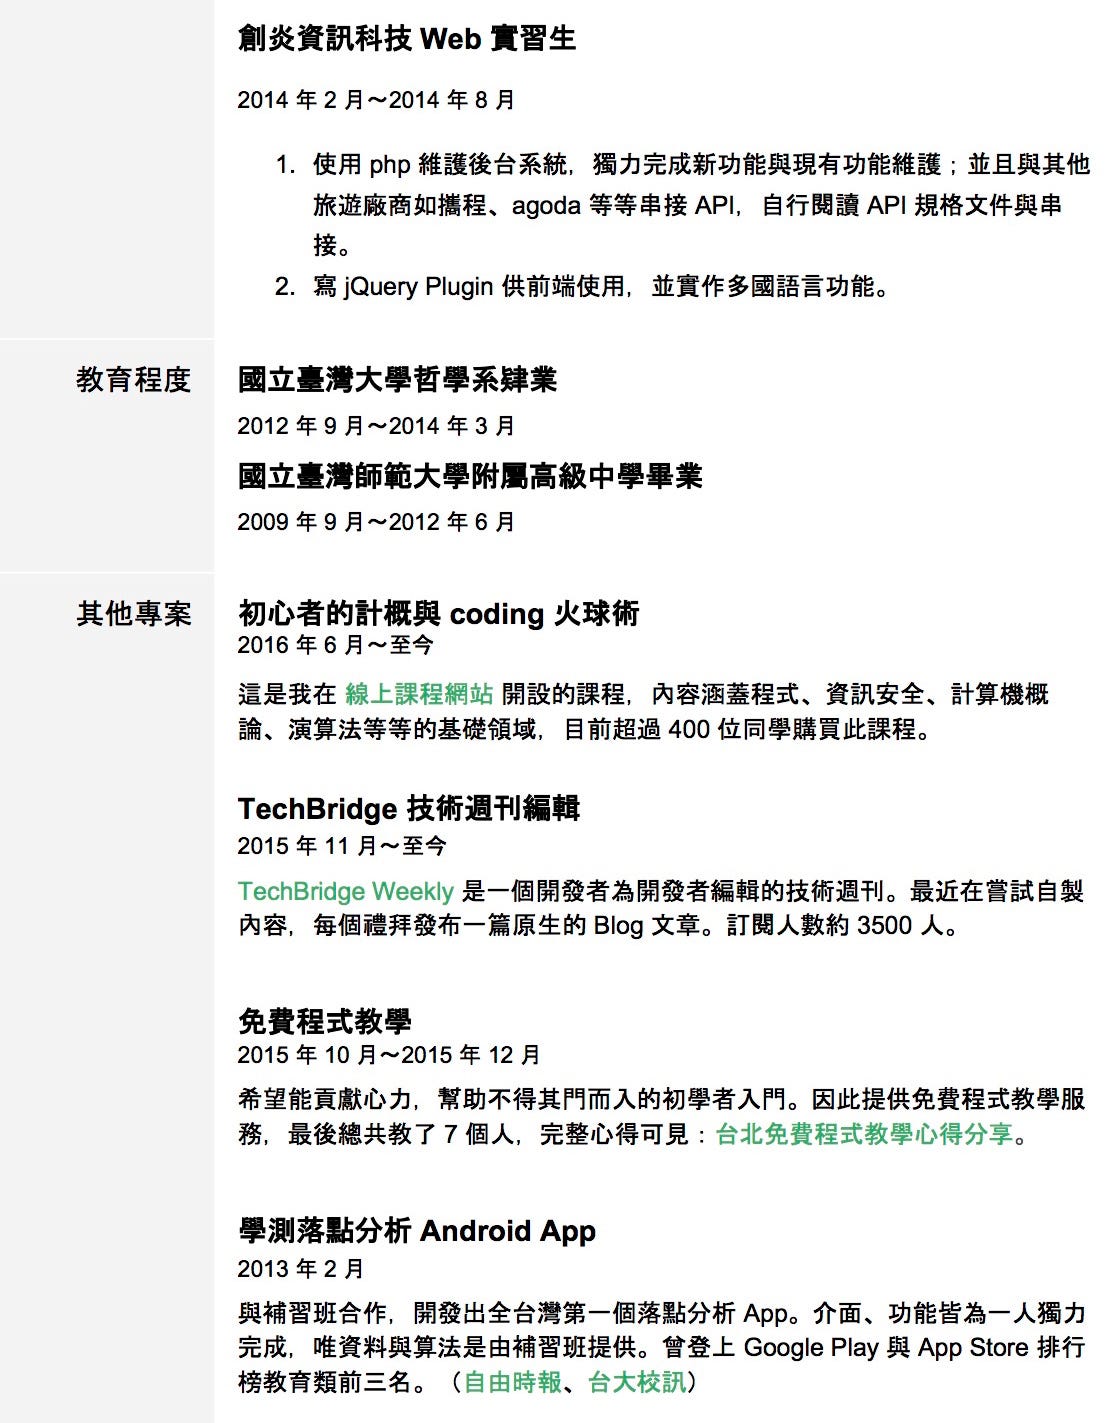 創炎資訊科技 Web 實習生
2014 年 2 月～2014 年 8 月
1. 使用 php 維護後台系統，獨力完成新功能與現有功能維護；並且與其他
旅遊廠商如攜程、agoda 等等串接 API，自行閱讀 API 規格文件與串
接。
2. 寫 jQuery Plugin 供前端使用，並實作多國語言功能。
教育程度
國立臺灣大學哲學系肄業
2012 年 9 月～2014 年 3 月
國立臺灣師範大學附屬高級中學畢業
2009 年 9 月～2012 年 6 月
其他專案
初心者的計概與 coding 火球術
2016 年 6 月～至今
這是我在 線上課程網站 開設的課程，內容涵蓋程式、資訊安全、計算機概
論、演算法等等的基礎領域，目前超過 400 位同學購買此課程。
TechBridge 技術週刊編輯
2015 年 11 月～至今
TechBridge Weekly 是一個開發者為開發者編輯的技術週刊。最近在嘗試自製
內容，每個禮拜發布一篇原生的 Blog 文章。訂閱人數約 3500 人。
免費程式教學
2015 年 10 月～2015 年 12 月
希望能貢獻心力，幫助不得其門而入的初學者入門。因此提供免費程式教學服
務，最後總共教了 7 個人，完整心得可見：台北免費程式教學心得分享。
學測落點分析 Android App
2013 年 2 月
與補習班合作，開發出全台灣第一個落點分析 App。介面、功能皆為一人獨力
完成，唯資料與算法是由補習班提供。曾登上 Google Play 與 App Store 排行
榜教育類前三名。（自由時報、台大校訊）